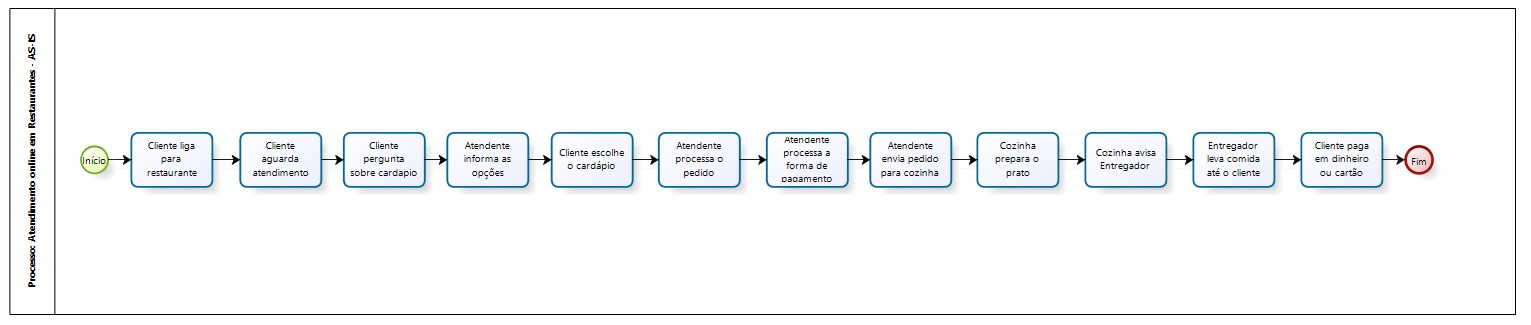 Processo: Atendimento online em Restaurantes - AS-IS
Início
Cliente liga
para
restaurante
Cliente
aguarda
atendimento
Cliente
pergunta
sobre cardapio
Atendente
informa as
opções
Cliente escolhe
o cardápio
Atendente
processa o
pedido
Atendente
processa a
forma de
pagamento
Atendente
envia pedido
para cozinha
Cozinha
prepara o
prato
Cozinha avisa
Entregador
Entregador
leva comida
até o cliente
Cliente paga
em dinheiro
ou cartão
Fim